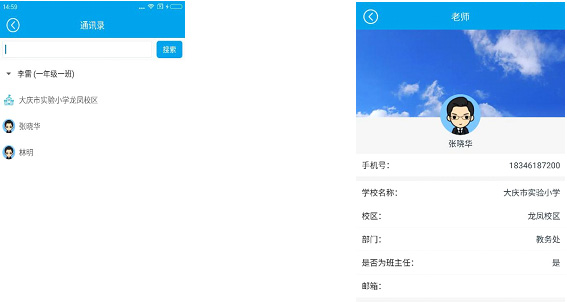 14:59
通讯录
搜索
李雷 (一年级一班)
大庆市实验小学龙凤校区
张晓华
林明
老师
张晓华
手机号： 18346187200
学校名称： 大庆市实验小学
校区： 龙凤校区
部门： 教务处
是否为班主任： 是
邮箱：